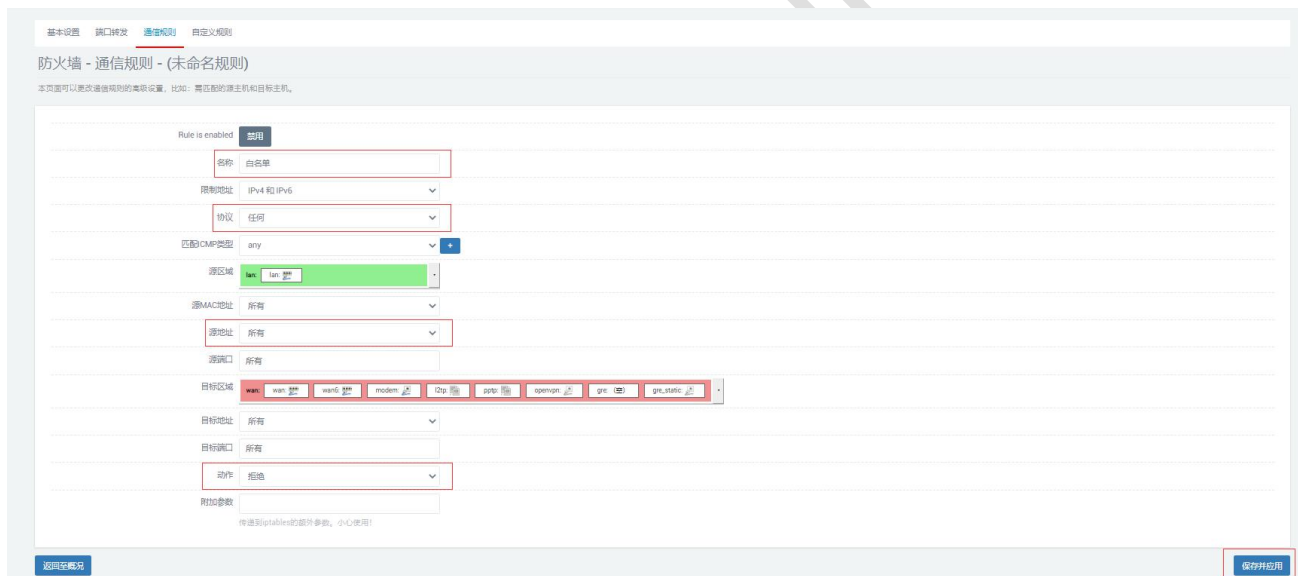 基本设置 端口转发 通信规则 自定义规则
防火墙 - 通信规则 - (未命名规则)
本页面可以更改通信规则的高级设置，比如：需匹配的源主机和目标主机。
Rule is enabled 禁用
名称 白名单
限制地址 IPv4 和 IPv6
协议 任何
匹配ICMP类型 any +
源区域 lan: lan:
源MAC地址 所有
源地址 所有
源端口 所有
目标区域 wan: wan: wan6: modem: l2tp: pptp: openvpn: gre: (空) gre_static:
目标地址 所有
目标端口 所有
动作 拒绝
附加参数
传递到iptables的额外参数。小心使用！
返回至概况 保存并应用